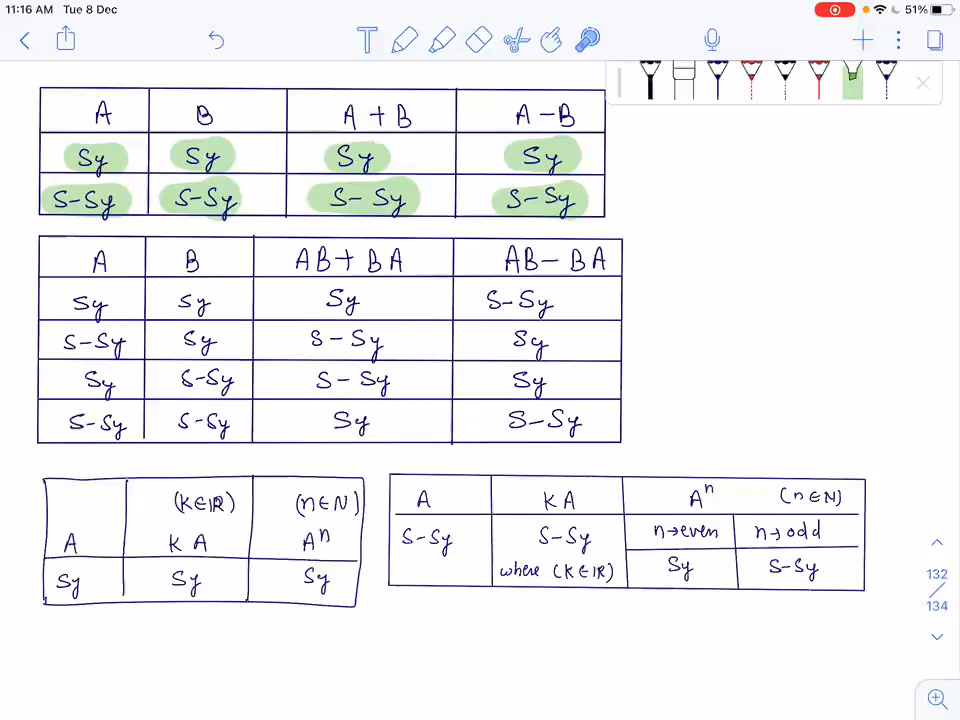 11:16 AM Tue 8 Dec
51%
A B A + B A - B
Sy Sy Sy Sy
S-Sy S-Sy S-Sy S-Sy
A B AB + BA AB - BA
Sy Sy Sy S-Sy
S-Sy Sy S-Sy Sy
Sy S-Sy S-Sy Sy
S-Sy S-Sy Sy S-Sy
(K∈ℝ) (n∈N)
A KA Aⁿ
Sy Sy Sy
A KA Aⁿ (n∈N)
S-Sy S-Sy n→even n→odd
where (K∈ℝ) Sy S-Sy
132
134